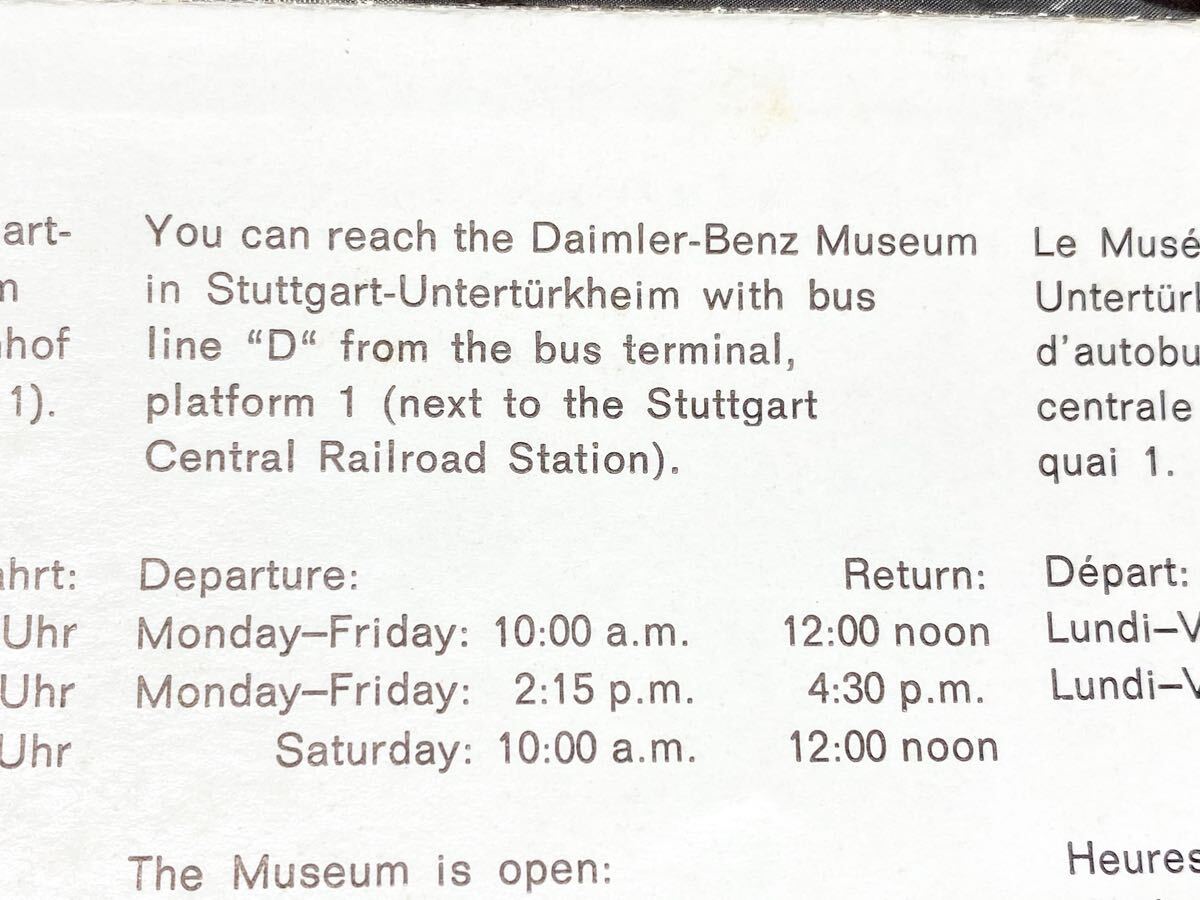 art-
m
hof
1).
ahrt:
Uhr
Uhr
Uhr
You can reach the Daimler-Benz Museum
in Stuttgart-Untertürkheim with bus
line “D“ from the bus terminal,
platform 1 (next to the Stuttgart
Central Railroad Station).
Departure: Return:
Monday–Friday: 10:00 a.m. 12:00 noon
Monday–Friday: 2:15 p.m. 4:30 p.m.
Saturday: 10:00 a.m. 12:00 noon
The Museum is open:
Le Musé
Untertürk
d'autobu
centrale
quai 1.
Départ:
Lundi–V
Lundi–V
Heures